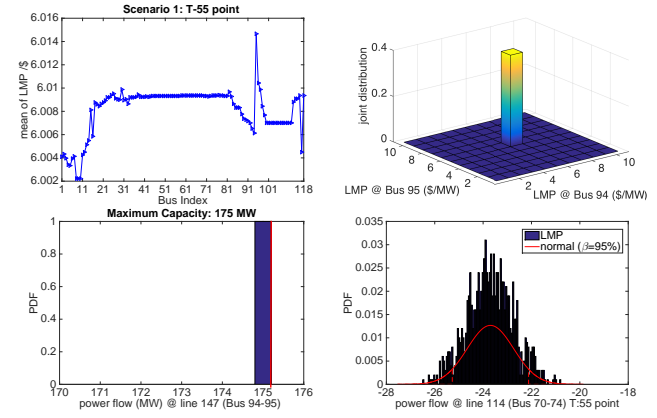 Scenario 1: T-55 point
6.016
6.014
6.012
6.01
6.008
6.006
6.004
6.002
mean of LMP /$
1 11 21 31 41 51 61 71 81 91 101 118
Bus Index
0.4
0.2
0
joint distribution
10 8 6 4 2
LMP @ Bus 95 ($/MW)
2 4 6 8 10
LMP @ Bus 94 ($/MW)
Maximum Capacity: 175 MW
1
0.8
0.6
0.4
0.2
0
PDF
170 171 172 173 174 175 176
power flow (MW) @ line 147 (Bus 94-95)
0.035
0.03
0.025
0.02
0.015
0.01
0.005
0
PDF
LMP
normal (β=95%)
-28 -26 -24 -22 -20 -18
power flow @ line 114 (Bus 70-74) T:55 point